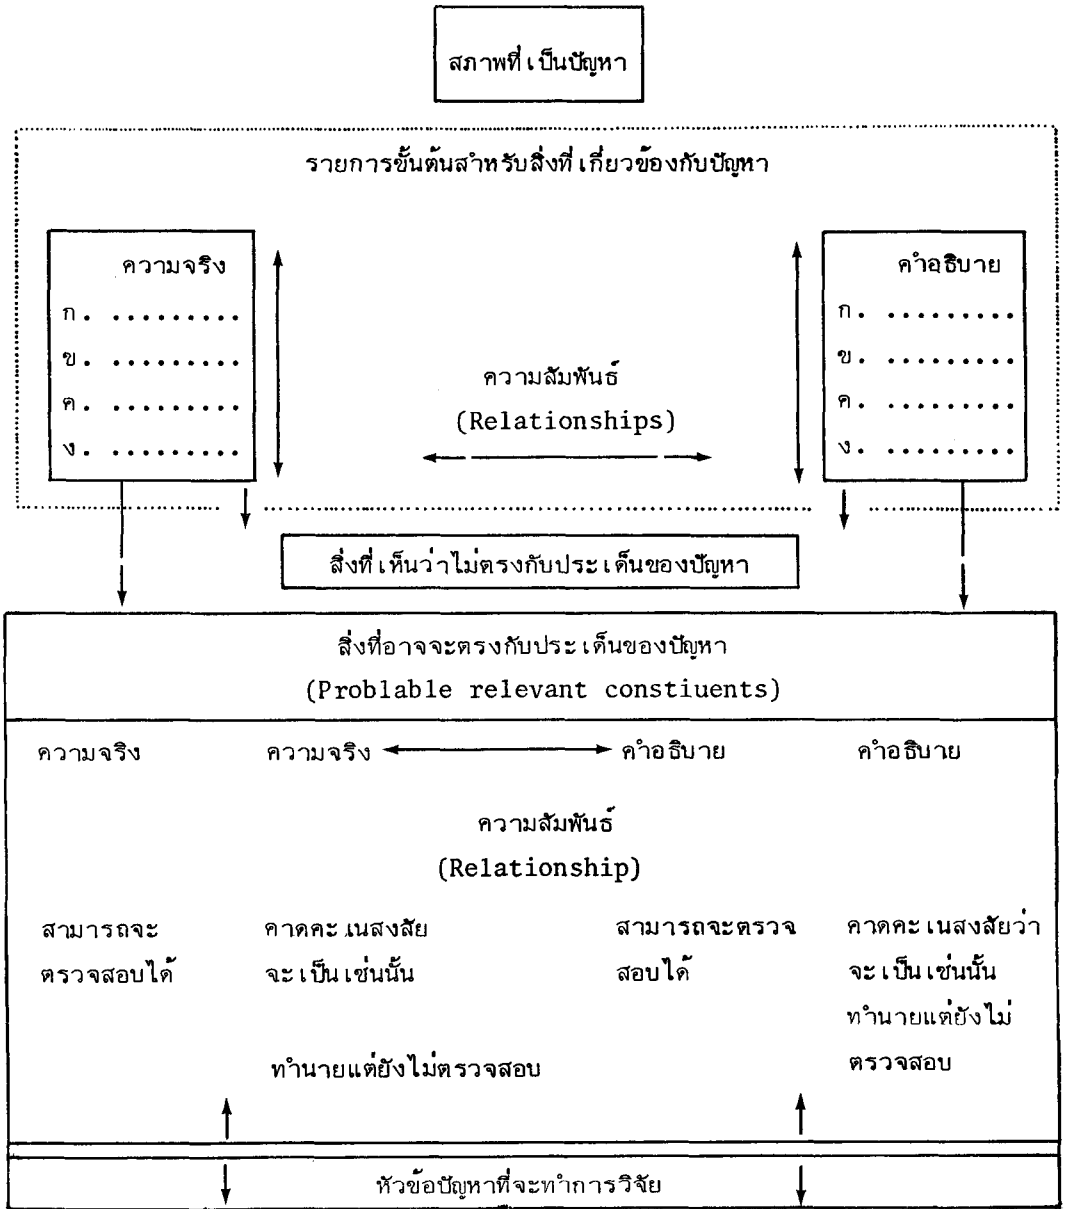 สภาพที่เป็นปัญหา
รายการขั้นต้นสำหรับสิ่งที่เกี่ยวข้องกับปัญหา
ความจริง
ก. .........
ข. .........
ค. .........
ง. .........
ความสัมพันธ์
(Relationships)
คำอธิบาย
ก. .........
ข. .........
ค. .........
ง. .........
สิ่งที่เห็นว่าไม่ตรงกับประเด็นของปัญหา
สิ่งที่อาจจะตรงกับประเด็นของปัญหา
(Problable relevant constiuents)
ความจริง ความจริง คำอธิบาย คำอธิบาย
ความสัมพันธ์
(Relationship)
สามารถจะ
ตรวจสอบได้
คาดคะเนสงสัย
จะเป็นเช่นนั้น
ทำนายแต่ยังไม่ตรวจสอบ
สามารถจะตรวจ
สอบได้
คาดคะเนสงสัยว่า
จะเป็นเช่นนั้น
ทำนายแต่ยังไม่
ตรวจสอบ
หัวข้อปัญหาที่จะทำการวิจัย